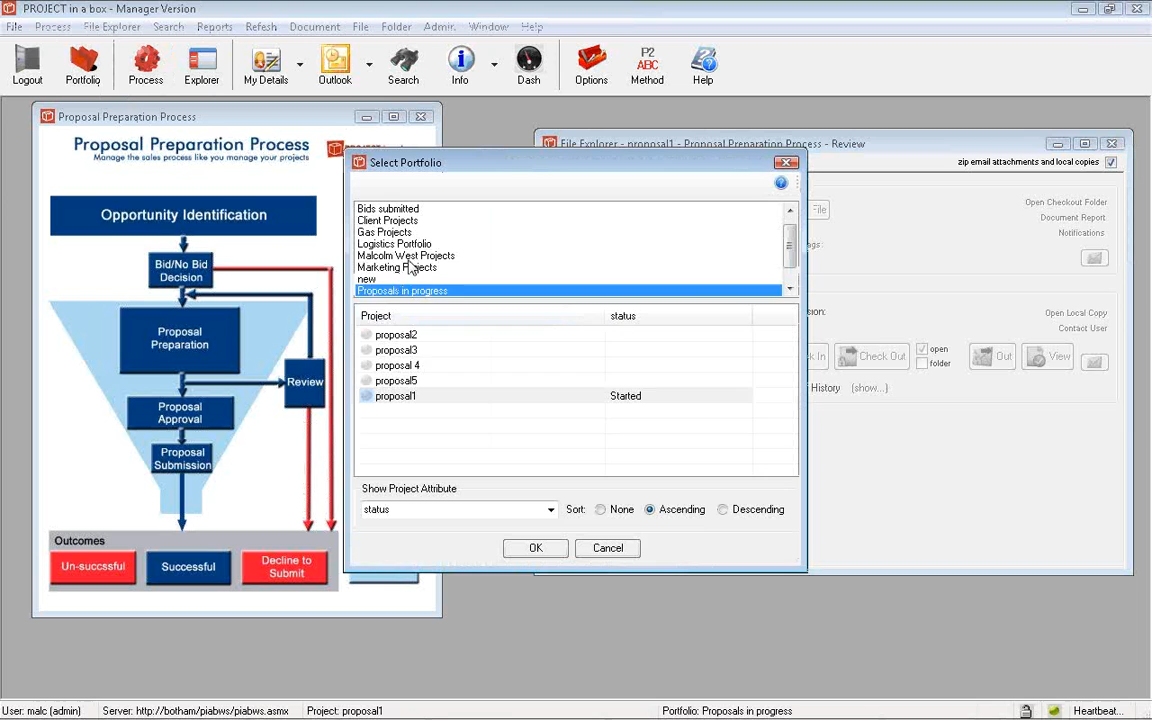 PROJECT in a box - Manager Version
File Process File Explorer Search Reports Refresh Document File Folder Admin. Window Help
Logout Portfolio Process Explorer My Details Outlook Search Info Dash Options Method Help
P2
ABC
Proposal Preparation Process
Proposal Preparation Process
Manage the sales process like you manage your projects
Opportunity Identification
Bid/No Bid
Decision
Proposal
Preparation
Review
Proposal
Approval
Proposal
Submission
Outcomes
Un-succssful
Successful
Decline to
Submit
Select Portfolio
Bids submitted
Client Projects
Gas Projects
Logistics Portfolio
Malcolm West Projects
Marketing Projects
new
Proposals in progress
Project status
proposal2
proposal3
proposal 4
proposal5
proposal1 Started
Show Project Attribute
status Sort: None Ascending Descending
OK Cancel
File Explorer - proposal1 - Proposal Preparation Process - Review
zip email attachments and local copies
File
Open Checkout Folder
Document Report
Notifications
Open Local Copy
Contact User
Check Out open folder Out View
History (show...)
User: malc (admin) Server: http://botham/piabws/piabws.asmx Project: proposal1 Portfolio: Proposals in progress Heartbeat...